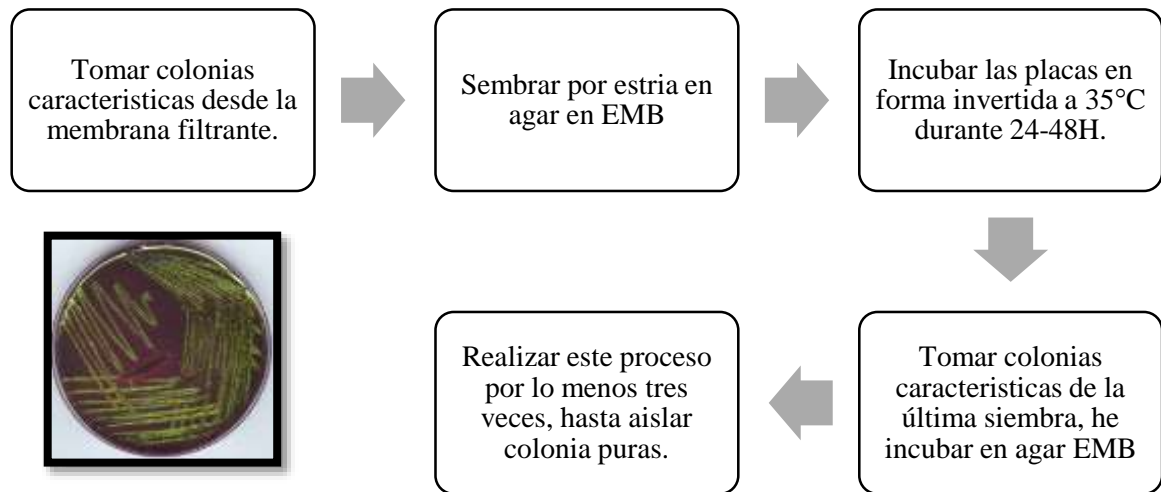 Tomar colonias
caracteristicas desde la
membrana filtrante.
Sembrar por estria en
agar en EMB
Incubar las placas en
forma invertida a 35°C
durante 24-48H.
Tomar colonias
caracteristicas de la
última siembra, he
incubar en agar EMB
Realizar este proceso
por lo menos tres
veces, hasta aislar
colonia puras.